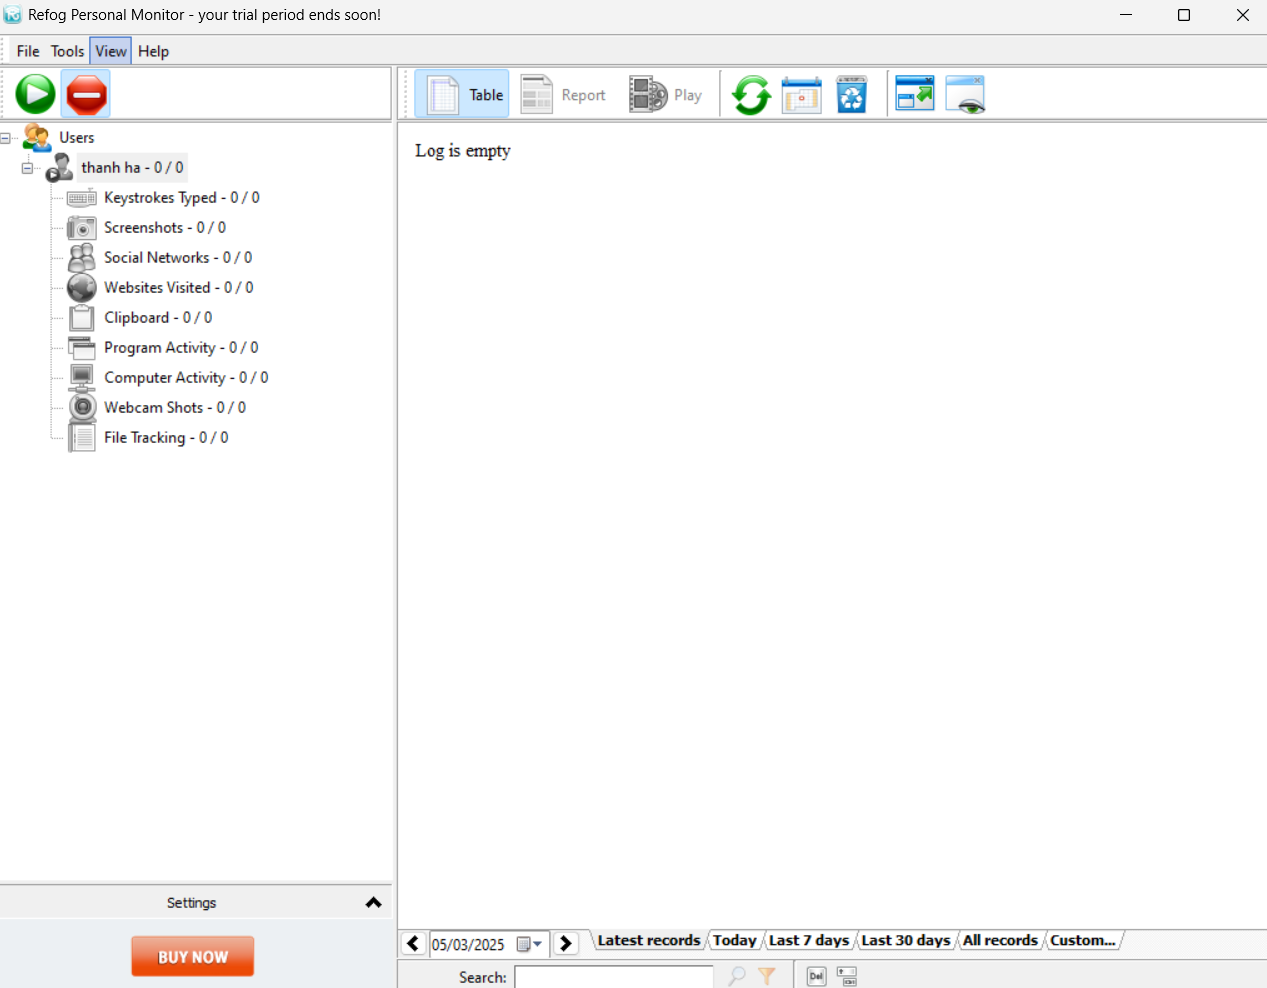 Refog Personal Monitor - your trial period ends soon!
File Tools View Help
Table Report Play
Users
thanh ha - 0 / 0
Keystrokes Typed - 0 / 0
Screenshots - 0 / 0
Social Networks - 0 / 0
Websites Visited - 0 / 0
Clipboard - 0 / 0
Program Activity - 0 / 0
Computer Activity - 0 / 0
Webcam Shots - 0 / 0
File Tracking - 0 / 0
Log is empty
Settings
BUY NOW
05/03/2025 Latest records Today Last 7 days Last 30 days All records Custom...
Search: Del